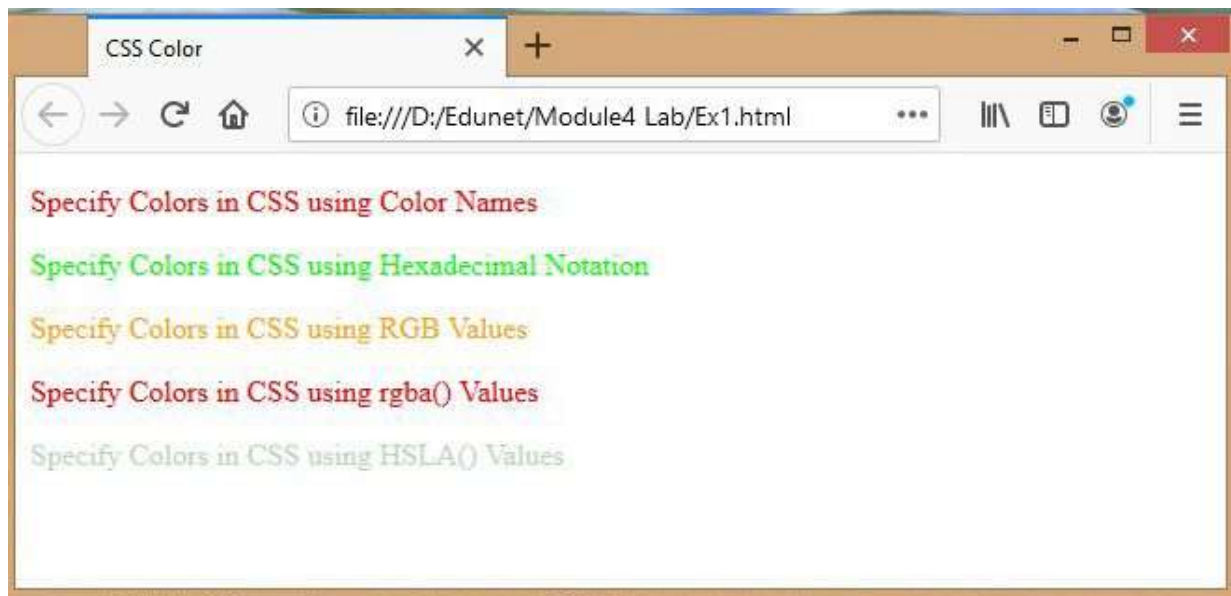 CSS Color
file:///D:/Edunet/Module4 Lab/Ex1.html
Specify Colors in CSS using Color Names
Specify Colors in CSS using Hexadecimal Notation
Specify Colors in CSS using RGB Values
Specify Colors in CSS using rgba() Values
Specify Colors in CSS using HSLA() Values